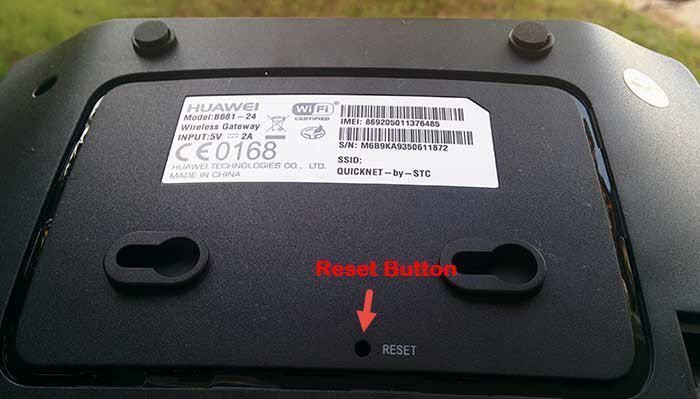 HUAWEI
Model:B681-24
Wireless Gateway
INPUT:5V ⎓ 2A
CE0168
HUAWEI TECHNOLOGIES CO., LTD.
MADE IN CHINA
WiFi
CERTIFIED
IMEI: 869205011376485
S/N: M6B9KA9350611872
SSID:
QUICKNET-by-STC
Reset Button
RESET